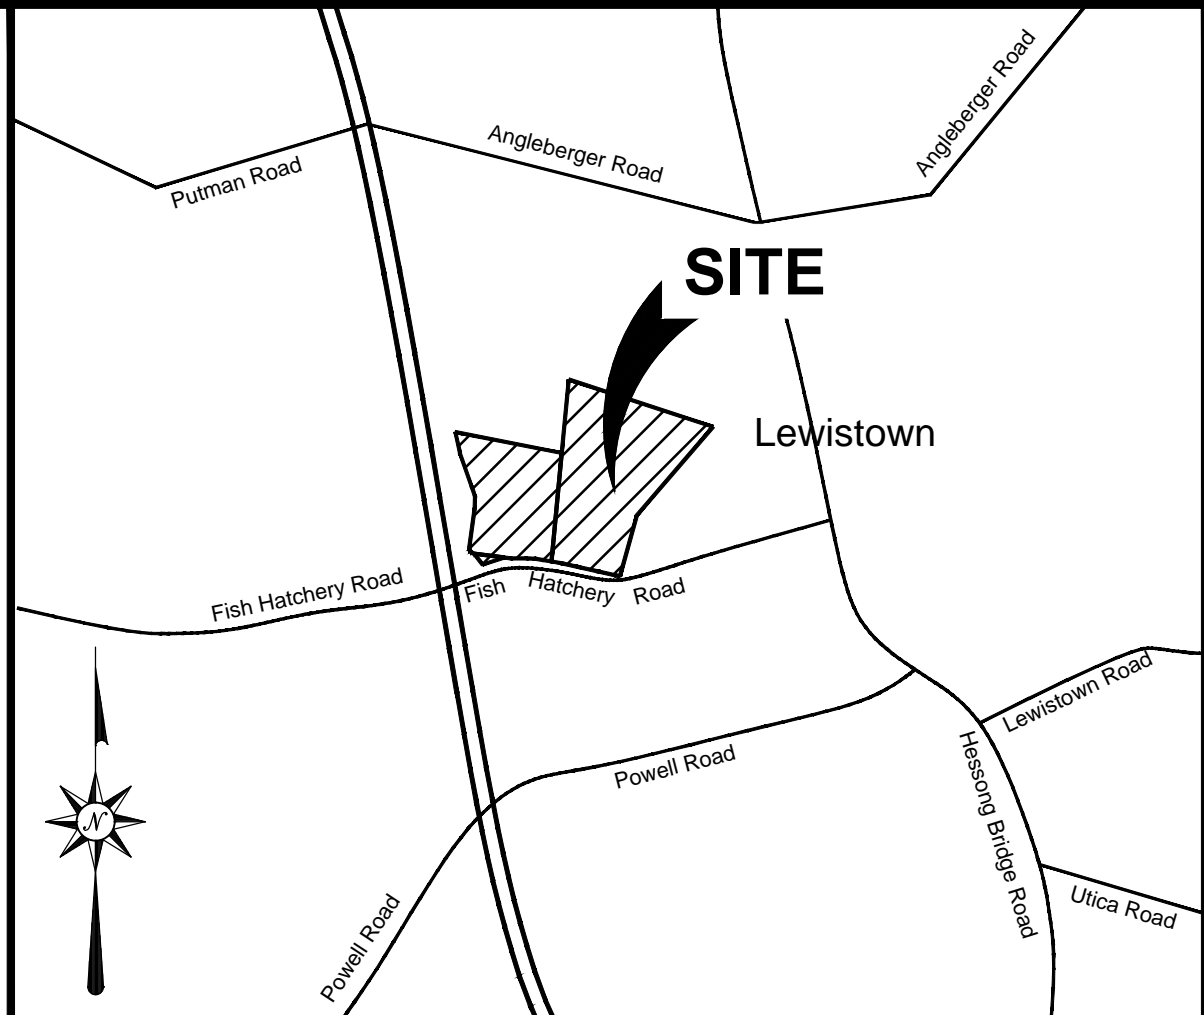 Angleberger Road
Angleberger Road
Putman Road
SITE
Lewistown
Fish Hatchery Road
Fish Hatchery Road
Lewistown Road
Powell Road
Hessong Bridge Road
N
Utica Road
Powell Road